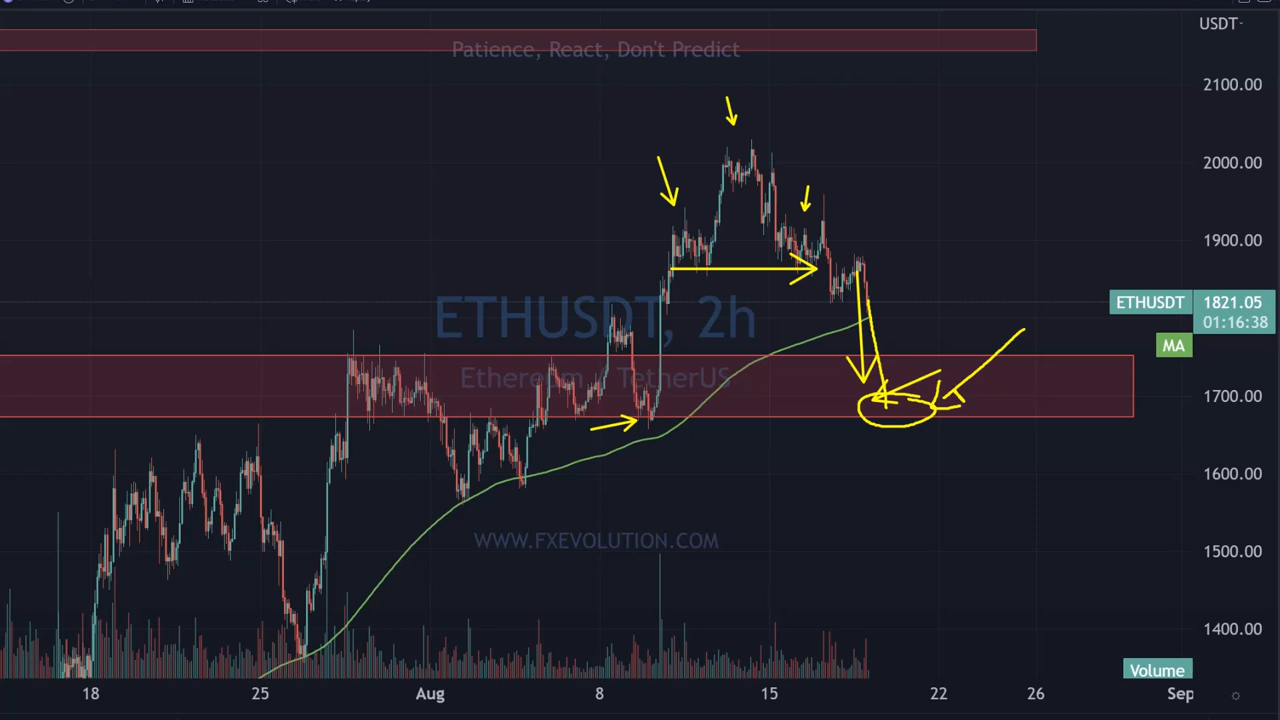 USDT
Patience, React, Don't Predict
2100.00
2000.00
1900.00
ETHUSDT, 2h
ETHUSDT 1821.05
01:16:38
MA
Ethereum / TetherUS
1700.00
1600.00
WWW.FXEVOLUTION.COM
1500.00
1400.00
Volume
18 25 Aug 8 15 22 26 Sep